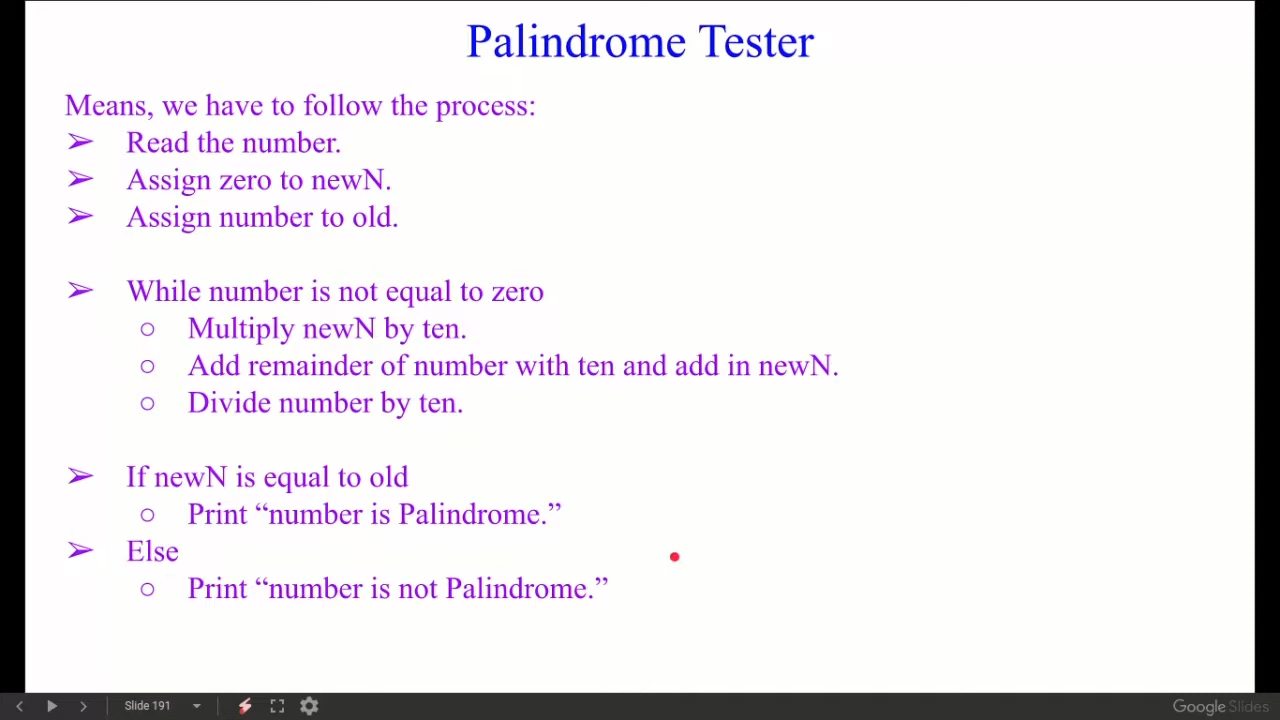 Palindrome Tester
Means, we have to follow the process:
➢ Read the number.
➢ Assign zero to newN.
➢ Assign number to old.
➢ While number is not equal to zero
○ Multiply newN by ten.
○ Add remainder of number with ten and add in newN.
○ Divide number by ten.
➢ If newN is equal to old
○ Print “number is Palindrome.”
➢ Else
○ Print “number is not Palindrome.”
Slide 191
Google Slides